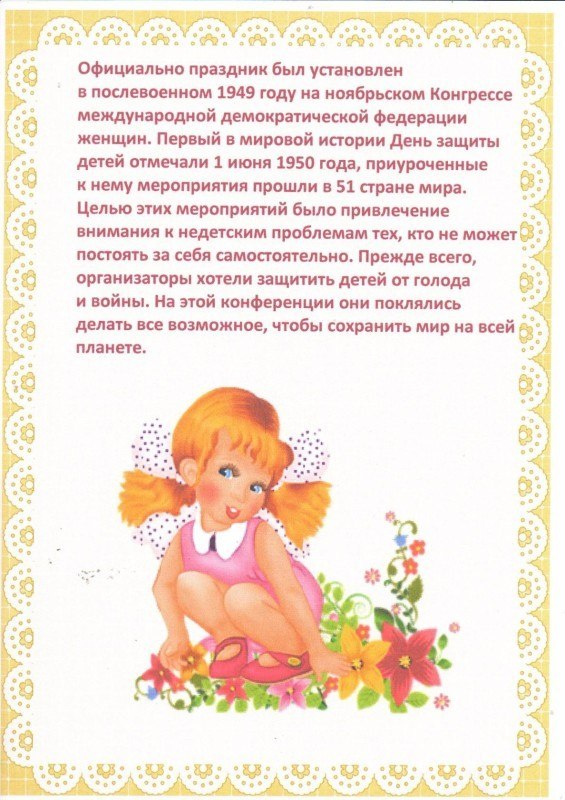 Официально праздник был установлен
в послевоенном 1949 году на ноябрьском Конгрессе
международной демократической федерации
женщин. Первый в мировой истории День защиты
детей отмечали 1 июня 1950 года, приуроченные
к нему мероприятия прошли в 51 стране мира.
Целью этих мероприятий было привлечение
внимания к недетским проблемам тех, кто не может
постоять за себя самостоятельно. Прежде всего,
организаторы хотели защитить детей от голода
и войны. На этой конференции они поклялись
делать все возможное, чтобы сохранить мир на всей
планете.